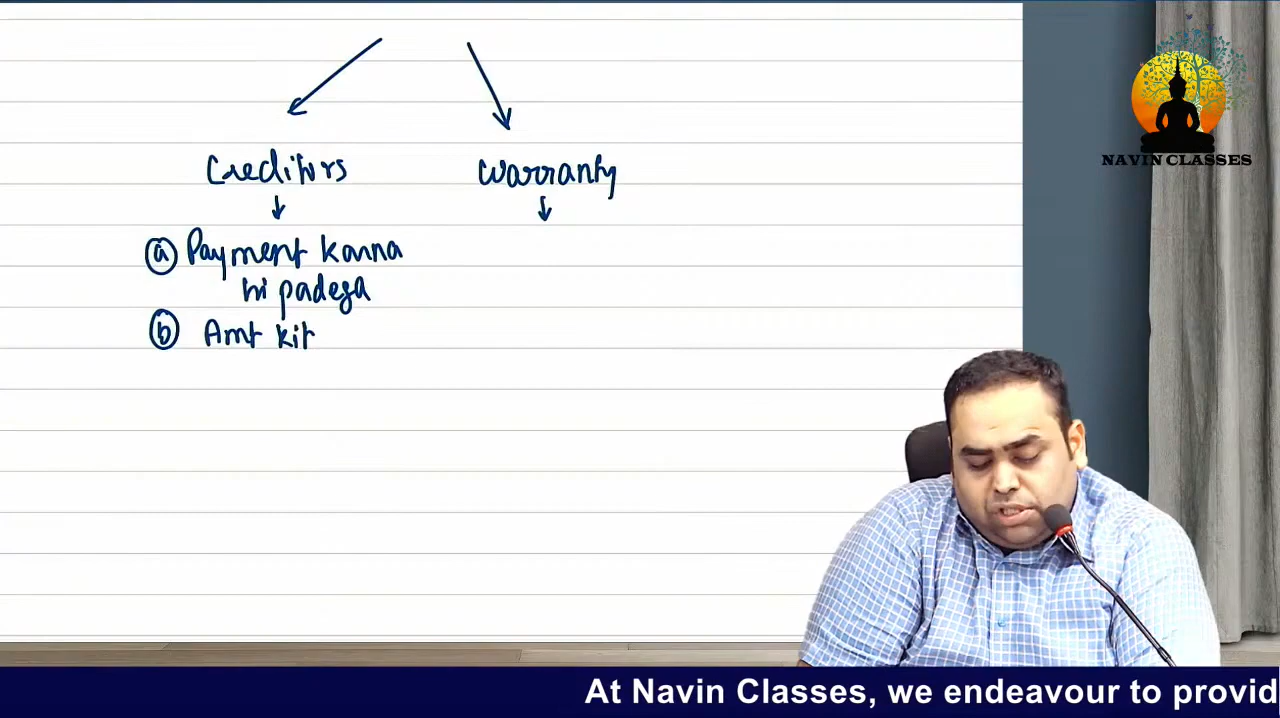 Creditors
Warranty
(a) Payment karna
hi padega
(b) Amt kit
NAVIN CLASSES
At Navin Classes, we endeavour to provid